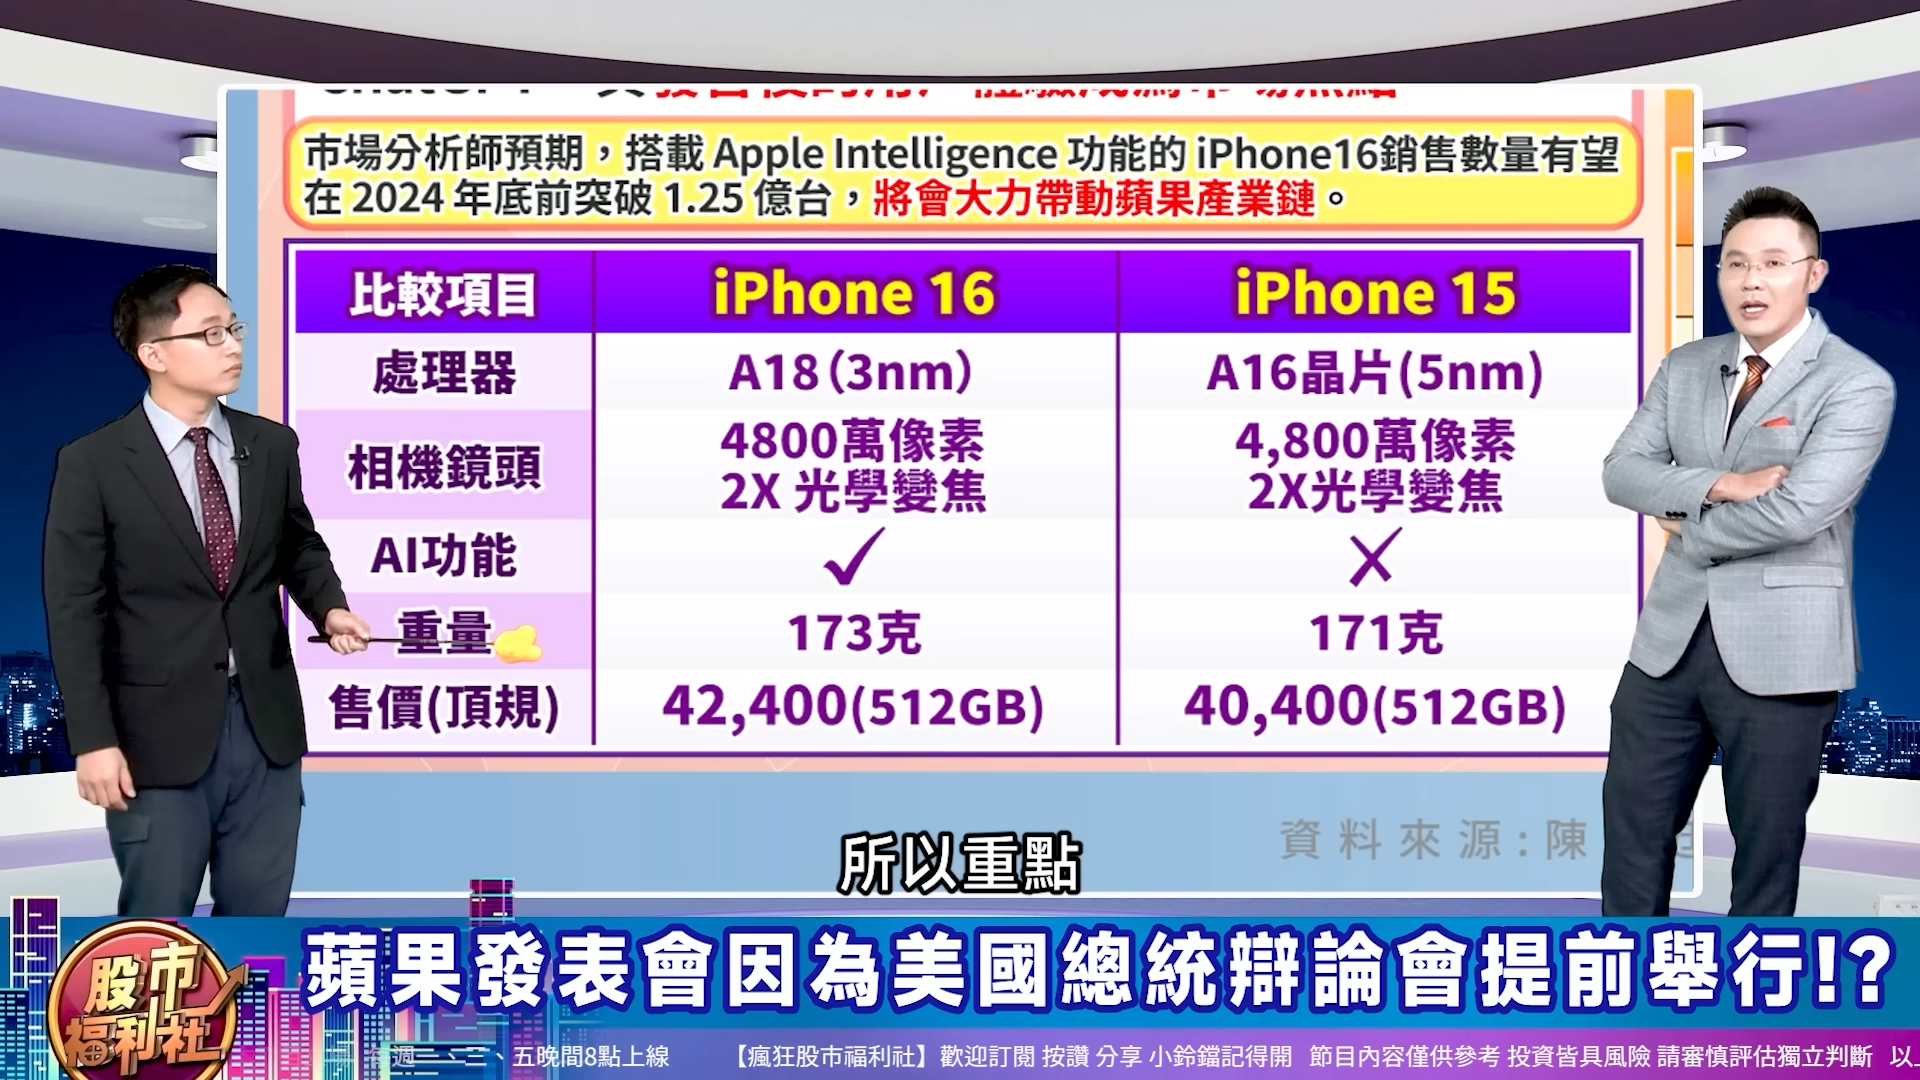 市場分析師預期，搭載 Apple Intelligence 功能的 iPhone16銷售數量有望
在 2024 年底前突破 1.25 億台，將會大力帶動蘋果產業鏈。
比較項目 iPhone 16 iPhone 15
處理器 A18(3nm) A16晶片(5nm)
相機鏡頭 4800萬像素 4,800萬像素
2X 光學變焦 2X光學變焦
AI功能 ✓ ✗
重量 173克 171克
售價(頂規) 42,400(512GB) 40,400(512GB)
資料來源:陳
所以重點
蘋果發表會因為美國總統辯論會提前舉行!?
股市
福利社
每週一、三、五晚間8點上線 【瘋狂股市福利社】歡迎訂閱 按讚 分享 小鈴鐺記得開 節目內容僅供參考 投資皆具風險 請審慎評估獨立判斷 以上